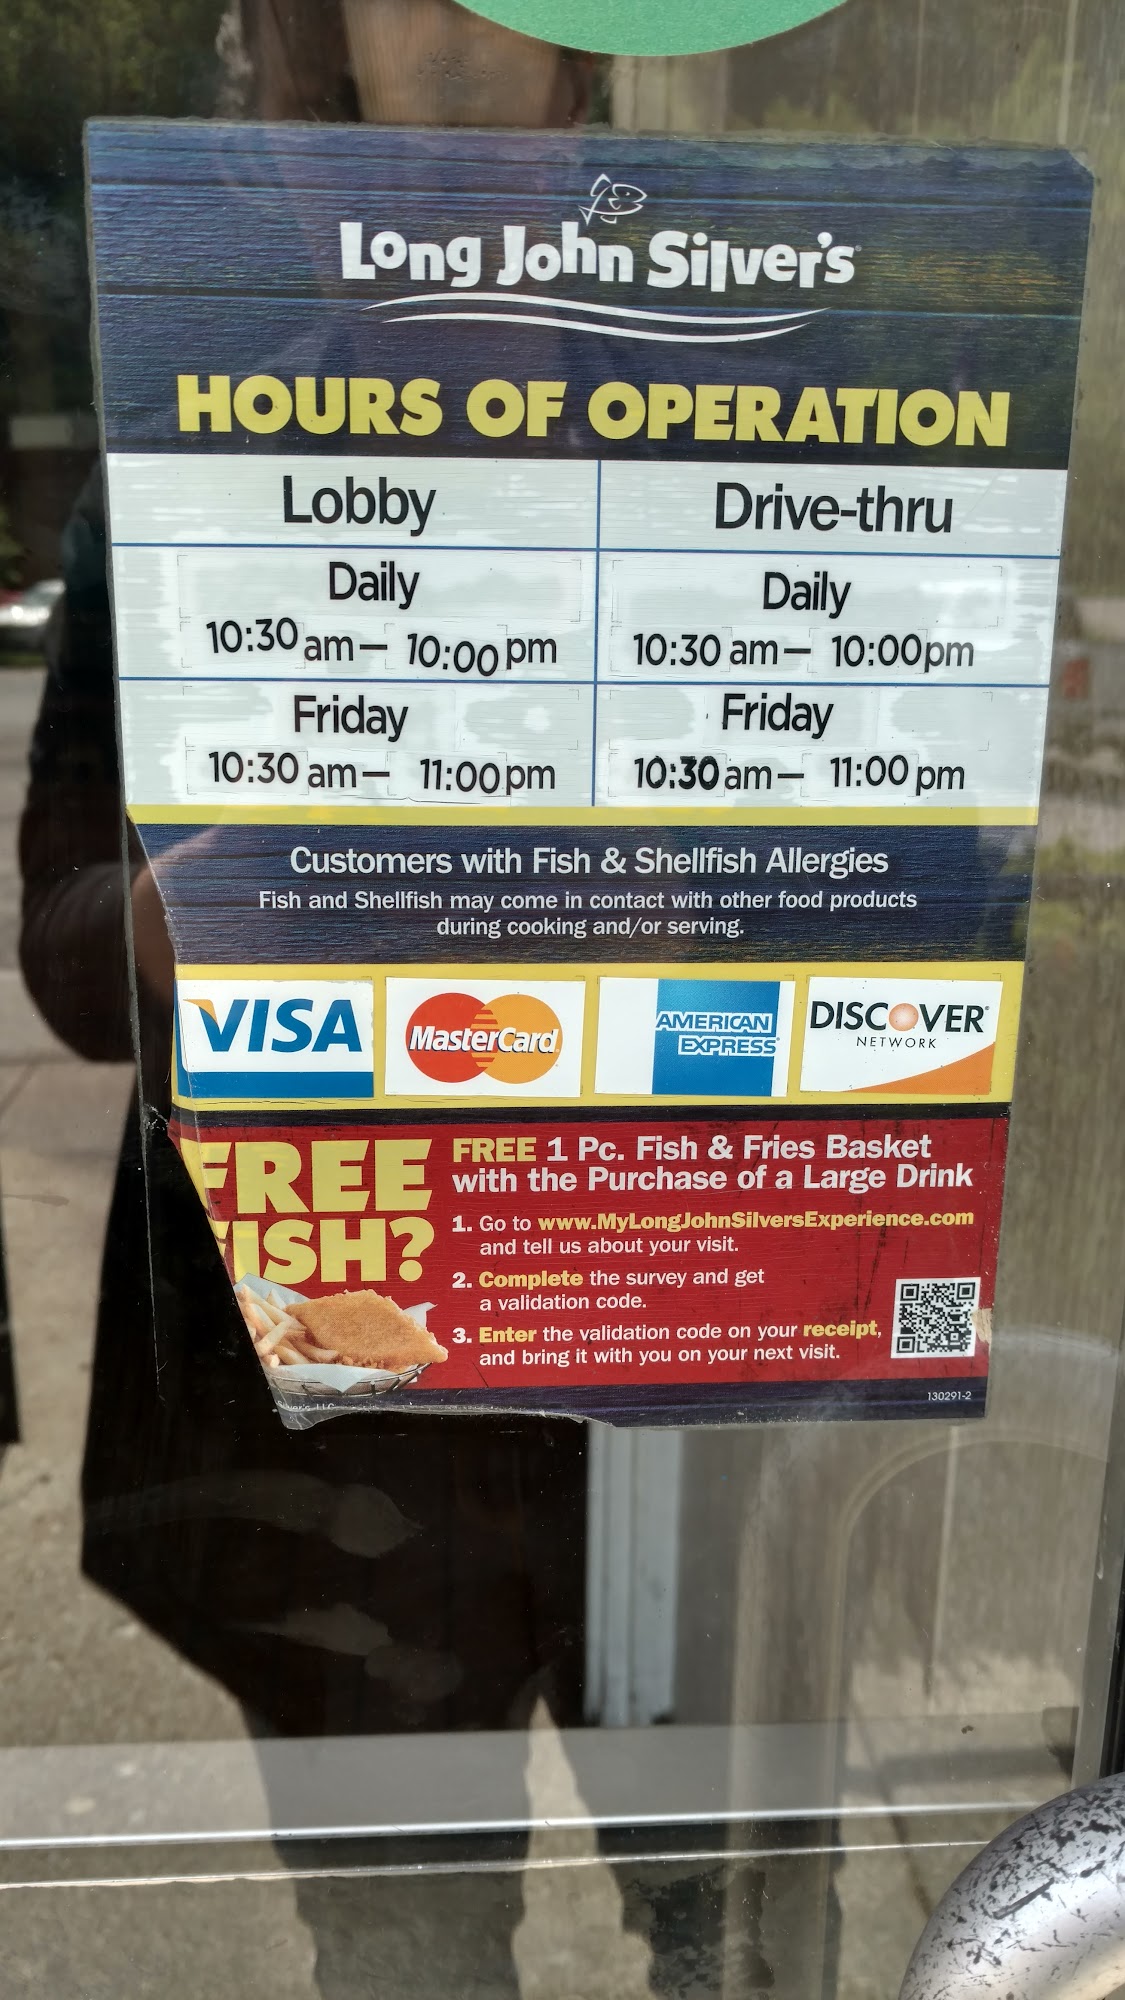 Long John Silver's
HOURS OF OPERATION
Lobby
Drive-thru
Daily
Daily
10:30 am – 10:00 pm
10:30 am – 10:00 pm
Friday
Friday
10:30 am – 11:00 pm
10:30 am – 11:00 pm
Customers with Fish & Shellfish Allergies
Fish and Shellfish may come in contact with other food products
during cooking and/or serving.
VISA
MasterCard
AMERICAN
EXPRESS
DISCOVER®
NETWORK
FREE
FISH?
FREE 1 Pc. Fish & Fries Basket
with the Purchase of a Large Drink
1. Go to www.MyLongJohnSilversExperience.com
and tell us about your visit.
2. Complete the survey and get
a validation code.
3. Enter the validation code on your receipt,
and bring it with you on your next visit.
LLC
130291-2